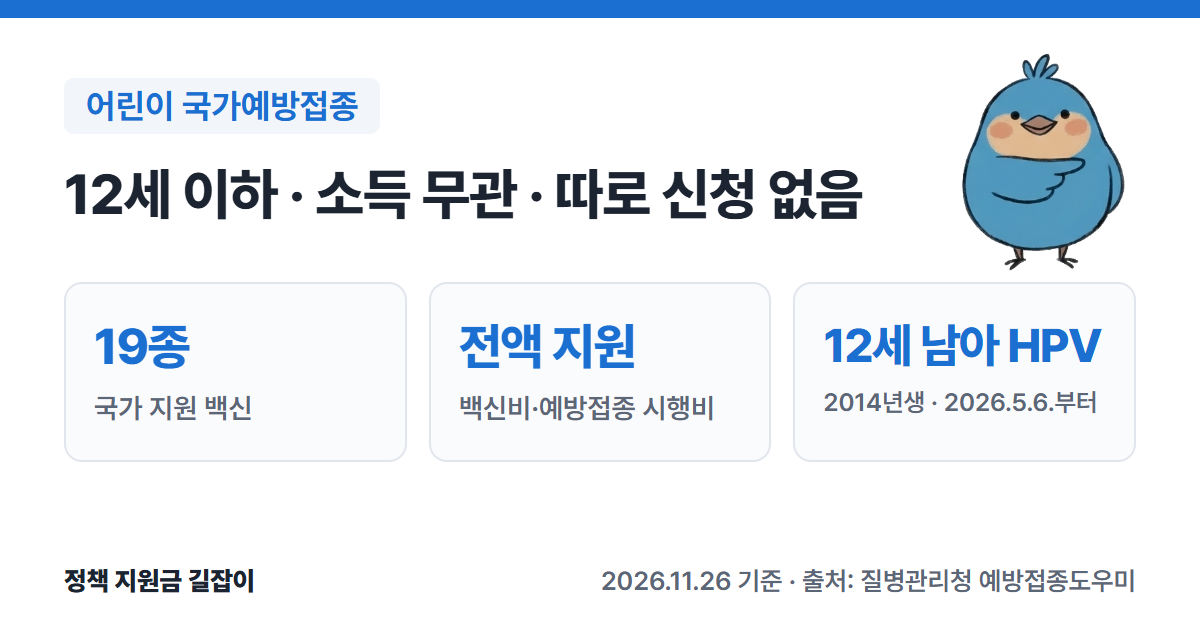 어린이 국가예방접종
12세 이하 · 소득 무관 · 따로 신청 없음
19종
국가 지원 백신
전액 지원
백신비·예방접종 시행비
12세 남아 HPV
2014년생 · 2026.5.6.부터
정책 지원금 길잡이
2026.11.26 기준 · 출처: 질병관리청 예방접종도우미